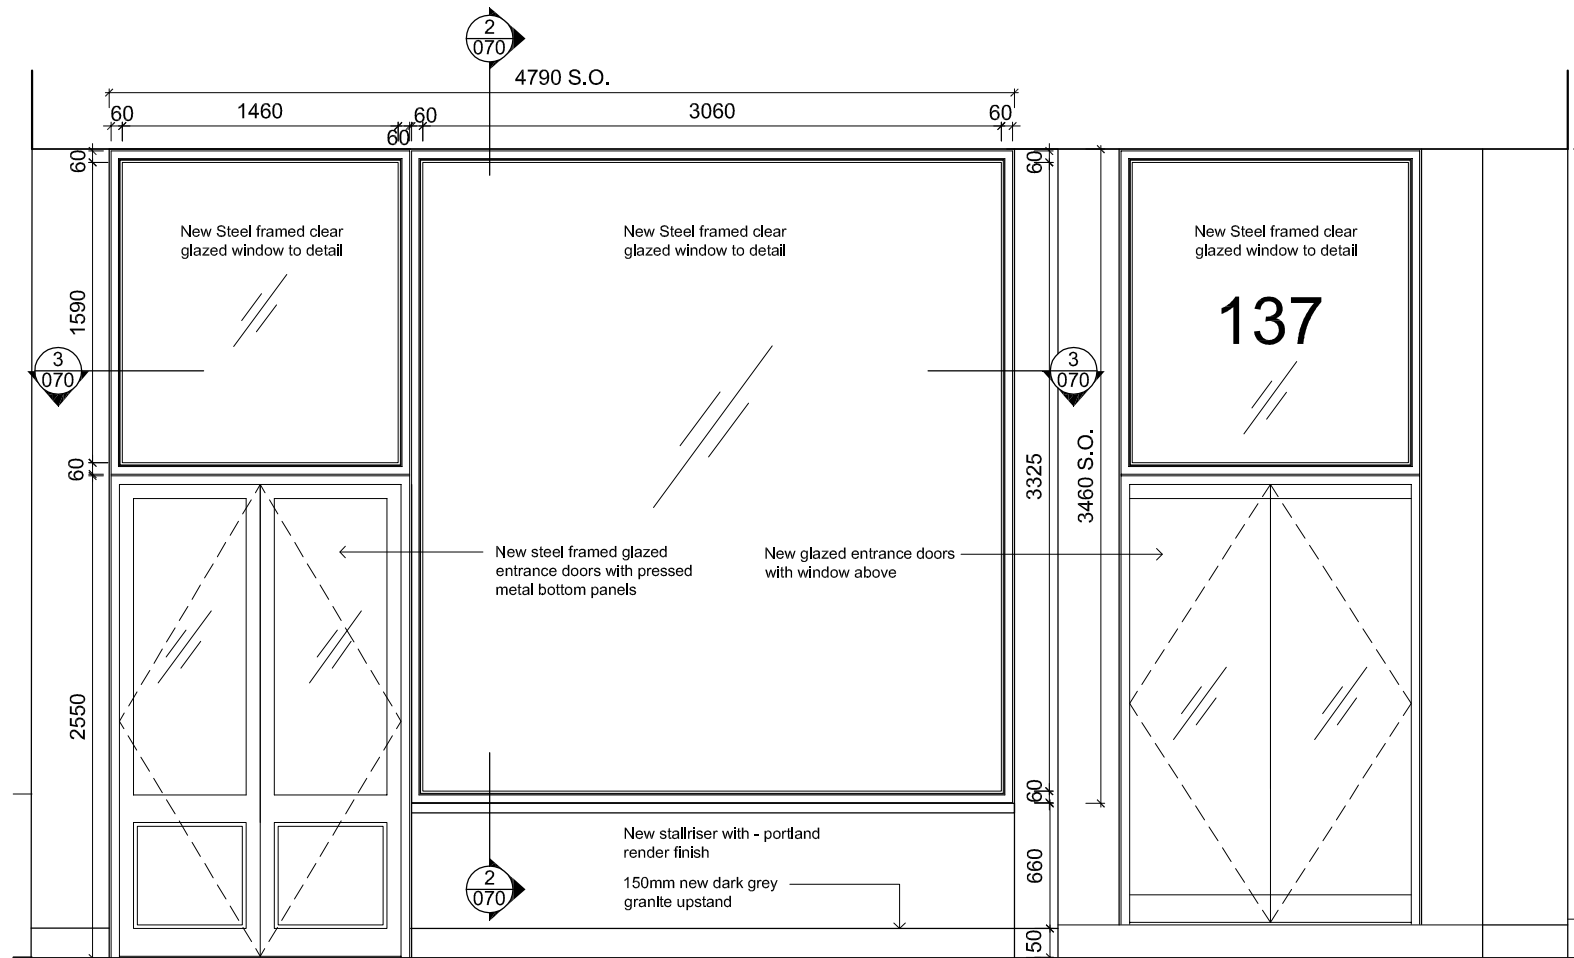 2
070
4790 S.O.
60
1460
60
60
3060
60
60
60
New Steel framed clear
glazed window to detail
New Steel framed clear
glazed window to detail
New Steel framed clear
glazed window to detail
137
1590
3
070
3
070
60
3325
3460 S.O.
New steel framed glazed
entrance doors with pressed
metal bottom panels
New glazed entrance doors
with window above
2550
60
New stallriser with - portland
render finish
660
2
070
150mm new dark grey
granite upstand
50